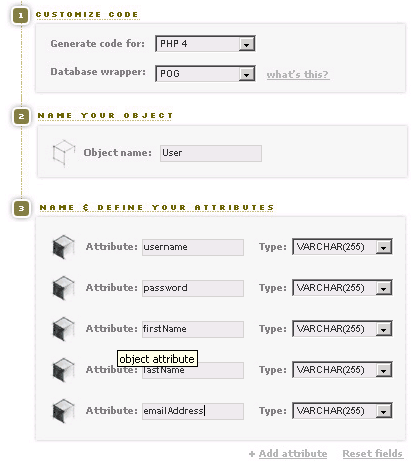 1 CUSTOMIZE CODE
Generate code for: PHP 4
Database wrapper: POG what's this?
2 NAME YOUR OBJECT
Object name: User
3 NAME & DEFINE YOUR ATTRIBUTES
Attribute: username Type: VARCHAR(255)
Attribute: password Type: VARCHAR(255)
Attribute: firstName Type: VARCHAR(255)
object attribute
Attribute: lastName Type: VARCHAR(255)
Attribute: emailAddress Type: VARCHAR(255)
+ Add attribute Reset fields